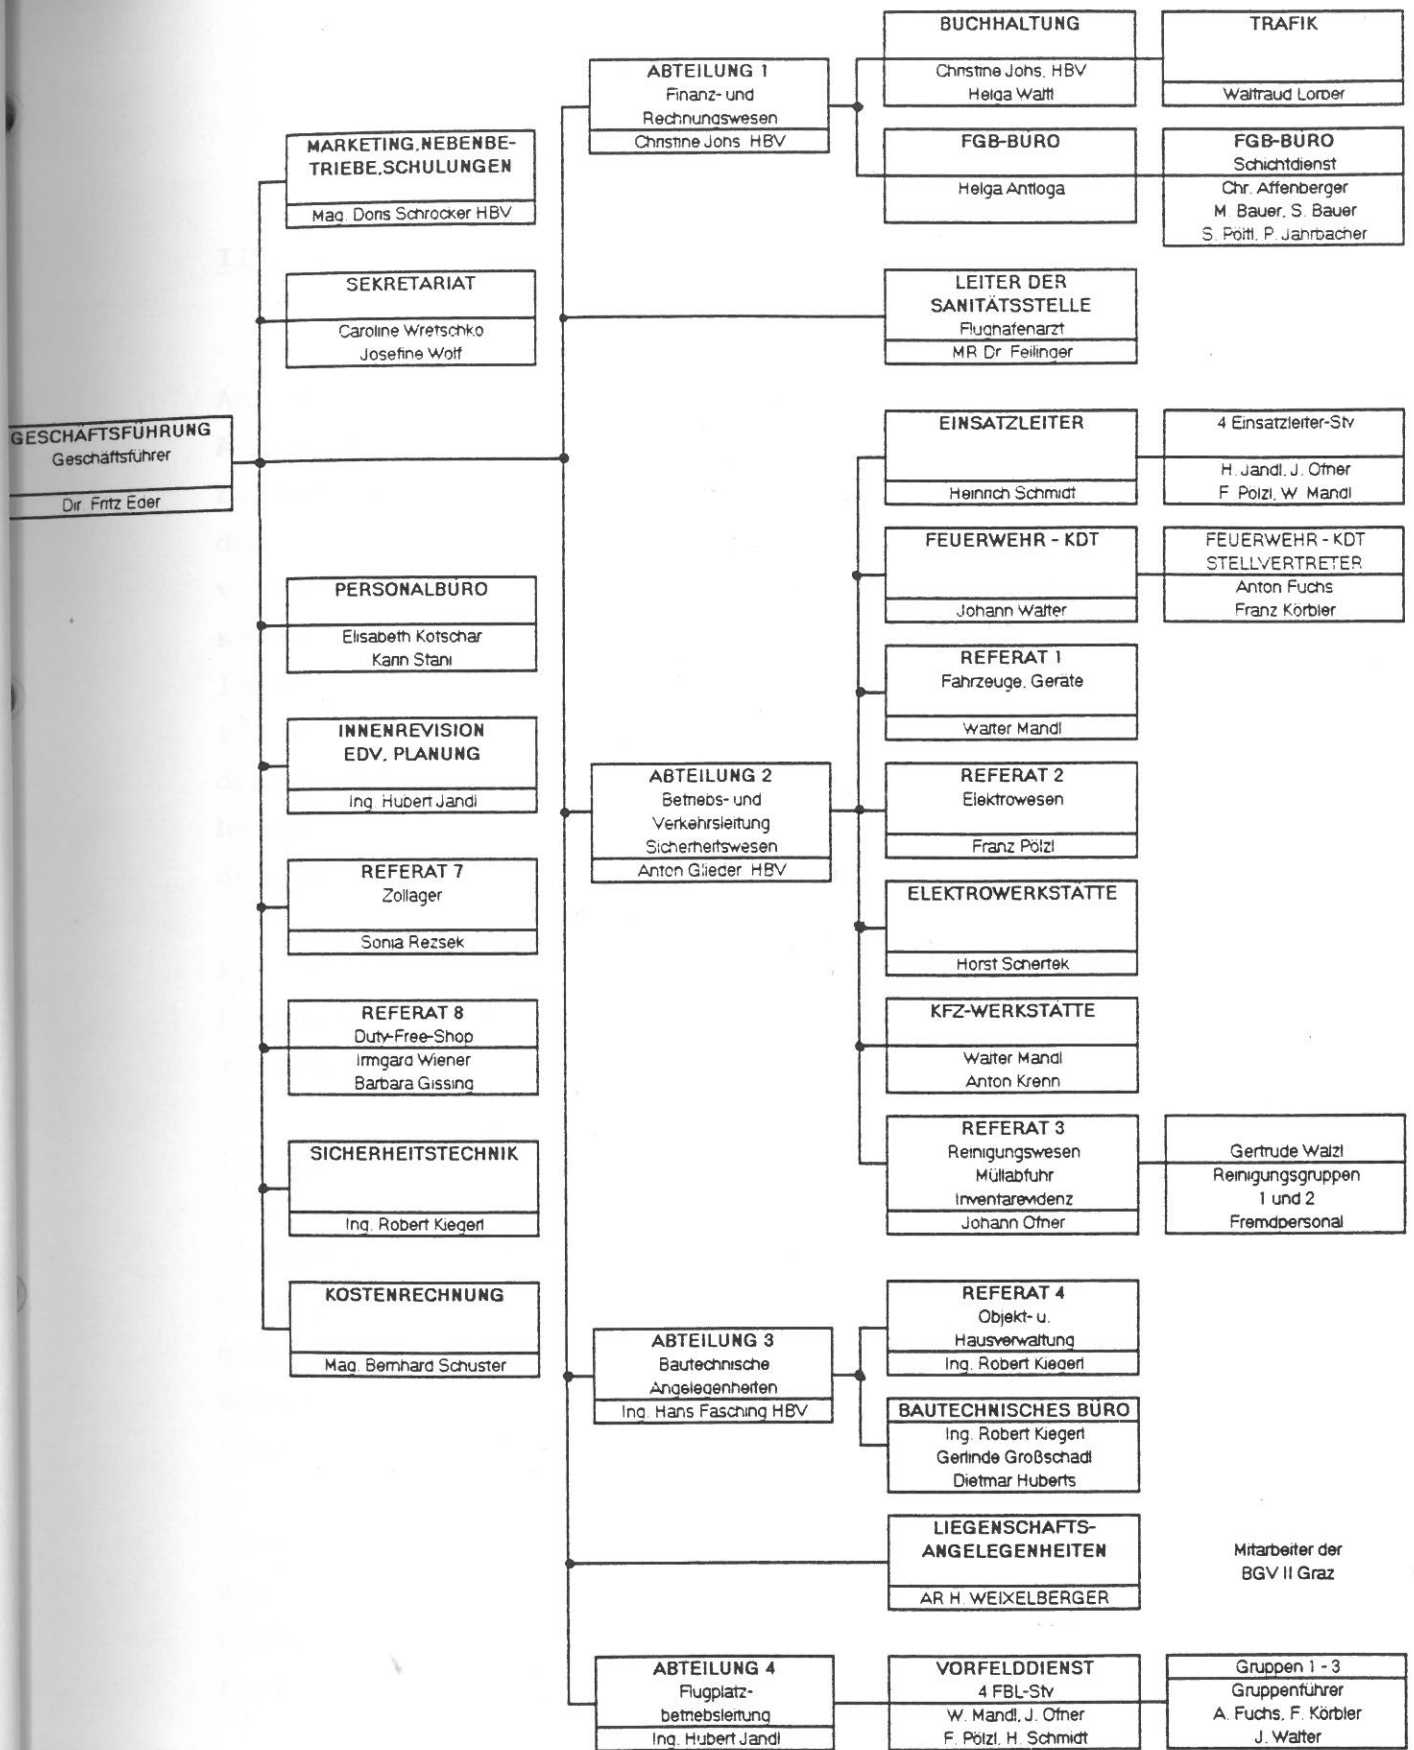 GESCHÄFTSFÜHRUNG
Geschäftsführer
Dir. Fritz Eder
MARKETING,NEBENBE-
TRIEBE,SCHULUNGEN
Mag. Doris Schrocker HBV
SEKRETARIAT
Caroline Wretschko
Josefine Wolf
PERSONALBÜRO
Elisabeth Kotschar
Karin Stani
INNENREVISION
EDV, PLANUNG
Ing. Hubert Jandl
REFERAT 7
Zollager
Sonja Rezsek
REFERAT 8
Duty-Free-Shop
Irmgard Wiener
Barbara Gissing
SICHERHEITSTECHNIK
Ing. Robert Kiegerl
KOSTENRECHNUNG
Mag. Bernhard Schuster
ABTEILUNG 1
Finanz- und
Rechnungswesen
Christine Johs HBV
BUCHHALTUNG
Christine Johs, HBV
Helga Waltl
TRAFIK
Waltraud Lorber
FGB-BÜRO
Helga Antloga
FGB-BÜRO
Schichtdienst
Chr. Affenberger
M. Bauer, S. Bauer
S. Pöltl, P. Jahrbacher
LEITER DER
SANITÄTSSTELLE
Flughafenarzt
MR Dr. Feilinger
ABTEILUNG 2
Betriebs- und
Verkehrsleitung
Sicherheitswesen
Anton Glieder HBV
EINSATZLEITER
Heinrich Schmidt
4 Einsatzleiter-Stv
H. Jandl, J. Ofner
F. Pölzl, W. Mandl
FEUERWEHR - KDT
Johann Walter
FEUERWEHR - KDT
STELLVERTRETER
Anton Fuchs
Franz Körbler
REFERAT 1
Fahrzeuge, Geräte
Walter Mandl
REFERAT 2
Elektrowesen
Franz Pölzl
ELEKTROWERKSTÄTTE
Horst Schertek
KFZ-WERKSTÄTTE
Walter Mandl
Anton Krenn
REFERAT 3
Reinigungswesen
Müllabfuhr
Inventarevidenz
Johann Ofner
Gertrude Walzl
Reinigungsgruppen
1 und 2
Fremdpersonal
ABTEILUNG 3
Bautechnische
Angelegenheiten
Ing. Hans Fasching HBV
REFERAT 4
Objekt- u.
Hausverwaltung
Ing. Robert Kiegerl
BAUTECHNISCHES BÜRO
Ing. Robert Kiegerl
Gerlinde Großschadl
Dietmar Huberts
LIEGENSCHAFTS-
ANGELEGENHEITEN
AR H. WEIXELBERGER
Mitarbeiter der
BGV II Graz
ABTEILUNG 4
Flugplatz-
betriebsleitung
Ing. Hubert Jandl
VORFELDDIENST
4 FBL-Stv
W. Mandl, J. Ofner
F. Pölzl, H. Schmidt
Gruppen 1 - 3
Gruppenführer
A. Fuchs, F. Körbler
J. Walter